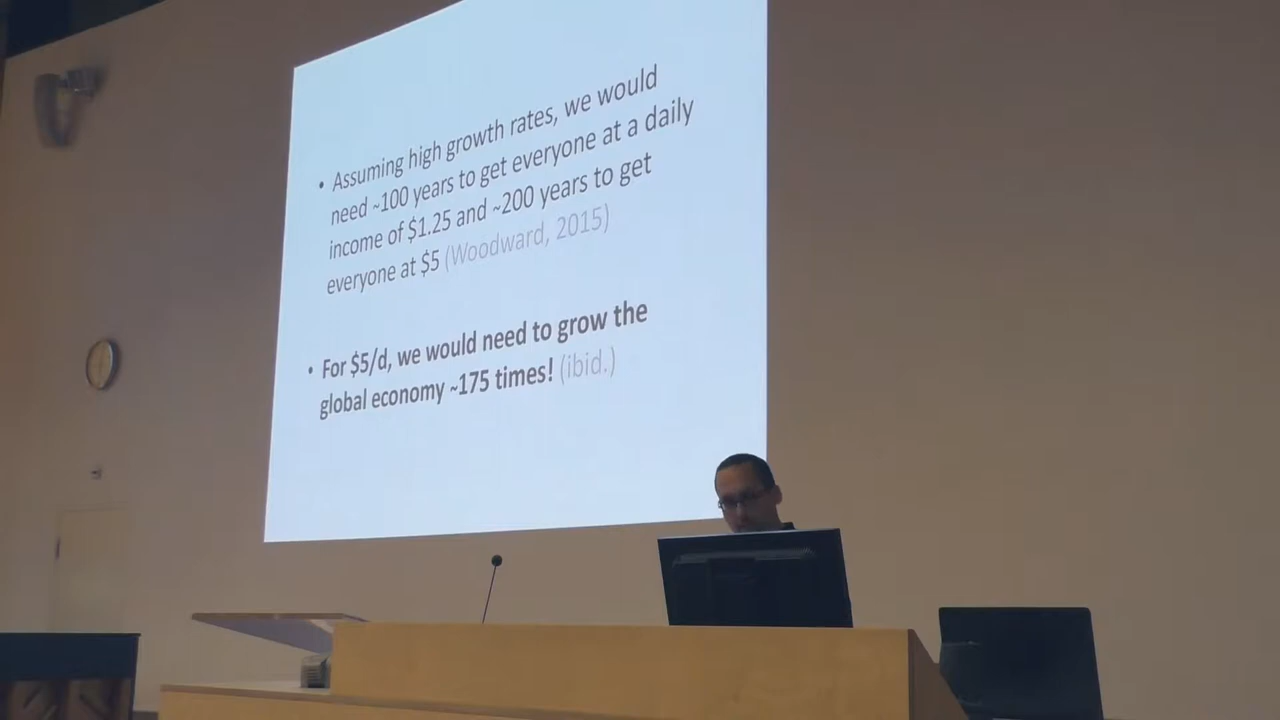 • Assuming high growth rates, we would
need ~100 years to get everyone at a daily
income of $1.25 and ~200 years to get
everyone at $5 (Woodward, 2015)
• For $5/d, we would need to grow the
global economy ~175 times! (ibid.)